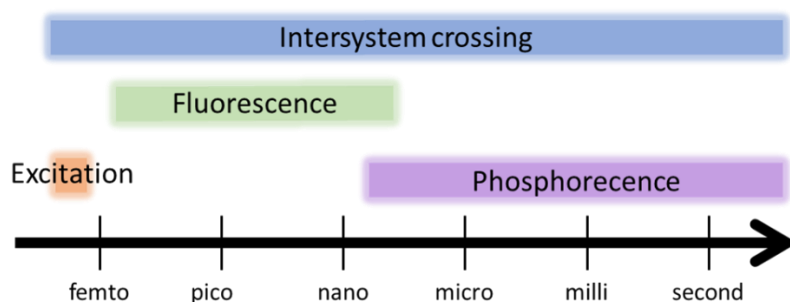 Intersystem crossing
Fluorescence
Excitation
Phosphorecence
femto pico nano micro milli second